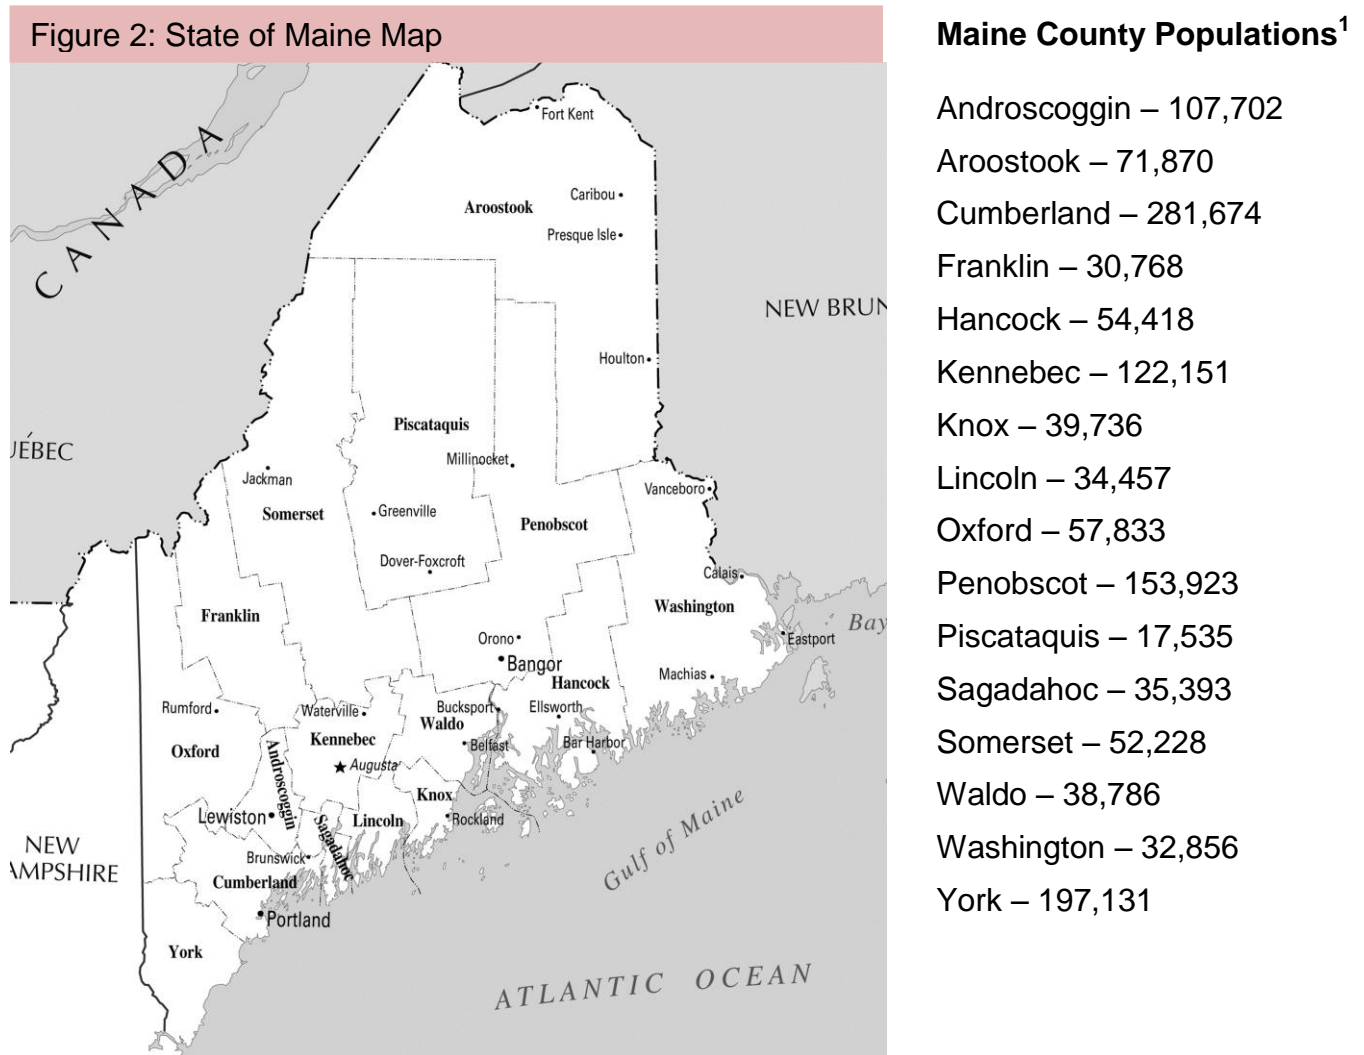 Figure 2: State of Maine Map
CANADA
Fort Kent
Caribou
Aroostook
Presque Isle
NEW BRUN
Houlton
Piscataquis
UÉBEC
Millinocket
Jackman
Vanceboro
Somerset
Greenville
Penobscot
Dover-Foxcroft
Calais
Washington
Franklin
Bay
Eastport
Orono
Bangor
Machias
Hancock
Rumford
Waterville
Bucksport
Ellsworth
Waldo
Oxford
Kennebec
Belfast
Bar Harbor
Androscoggin
Augusta
Knox
Lewiston
Sagadahoc
Lincoln
Rockland
Gulf of Maine
NEW
AMPSHIRE
Brunswick
Cumberland
Portland
York
ATLANTIC OCEAN
Maine County Populations1
Androscoggin – 107,702
Aroostook – 71,870
Cumberland – 281,674
Franklin – 30,768
Hancock – 54,418
Kennebec – 122,151
Knox – 39,736
Lincoln – 34,457
Oxford – 57,833
Penobscot – 153,923
Piscataquis – 17,535
Sagadahoc – 35,393
Somerset – 52,228
Waldo – 38,786
Washington – 32,856
York – 197,131